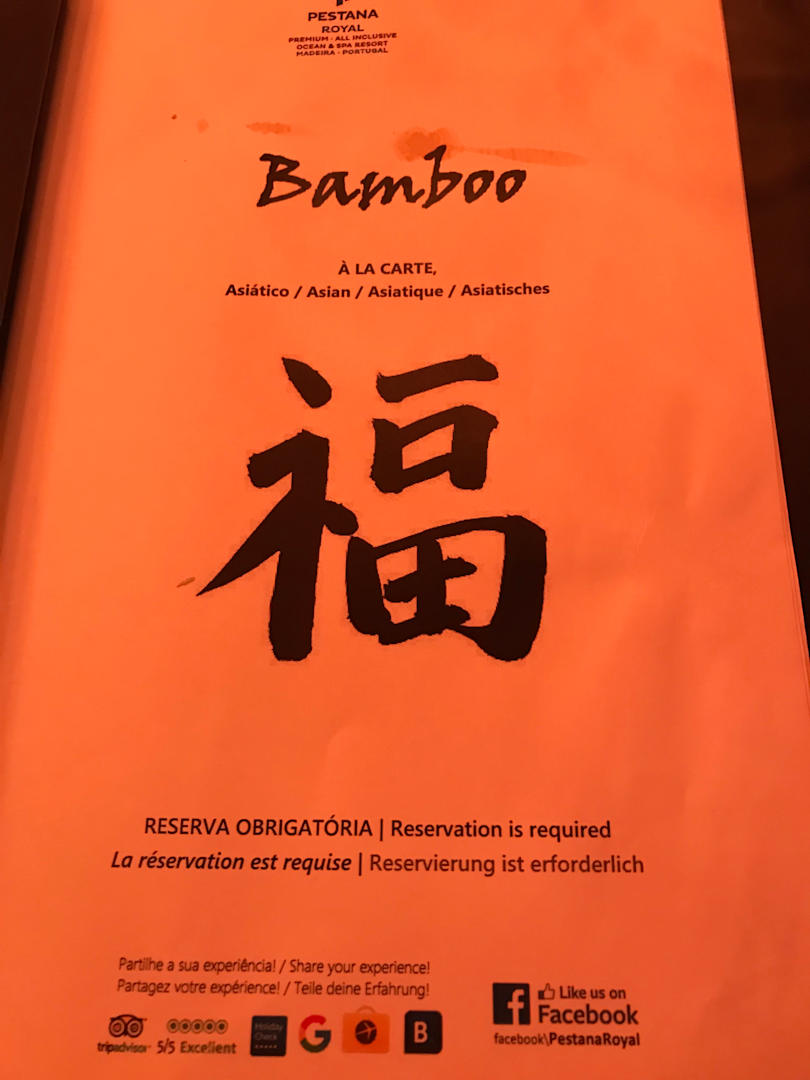 PESTANA
ROYAL
PREMIUM - ALL INCLUSIVE
OCEAN & SPA RESORT
MADEIRA - PORTUGAL
Bamboo
À LA CARTE,
Asiático / Asian / Asiatique / Asiatisches
福
RESERVA OBRIGATÓRIA | Reservation is required
La réservation est requise | Reservierung ist erforderlich
Partilhe a sua experiência! / Share your experience!
Partagez votre expérience! / Teile deine Erfahrung!
tripadvisor 5/5 Excellent Holiday Check G B
f Like us on Facebook
facebook\PestanaRoyal